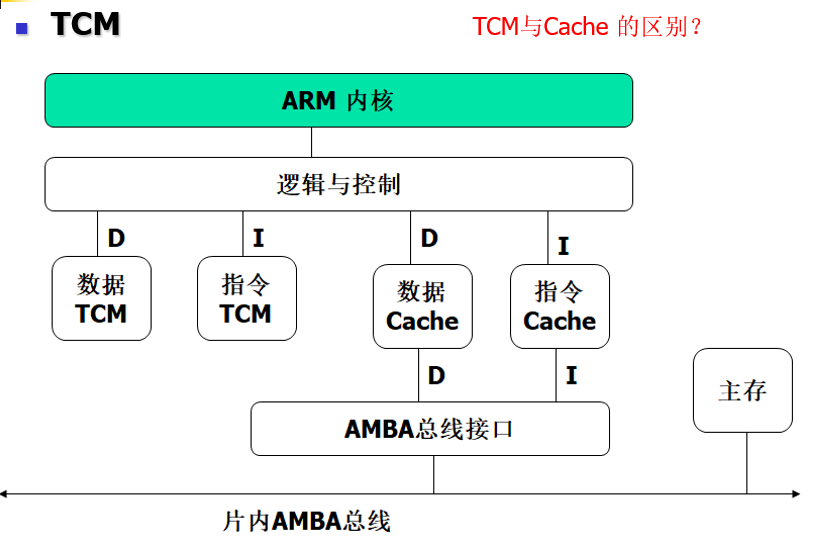 TCM
TCM与Cache 的区别？
ARM 内核
逻辑与控制
D
I
D
I
数据
TCM
指令
TCM
数据
Cache
指令
Cache
D
I
主存
AMBA总线接口
片内AMBA总线